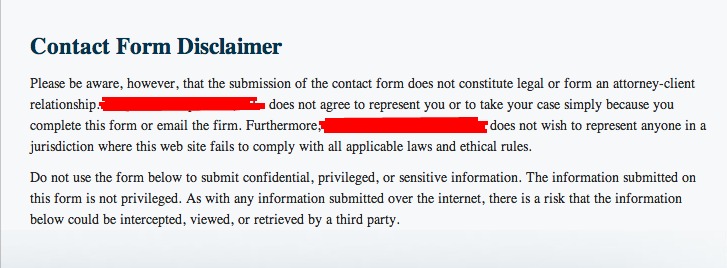 Contact Form Disclaimer
Please be aware, however, that the submission of the contact form does not constitute legal or form an attorney-client
relationship. does not agree to represent you or to take your case simply because you
complete this form or email the firm. Furthermore, does not wish to represent anyone in a
jurisdiction where this web site fails to comply with all applicable laws and ethical rules.
Do not use the form below to submit confidential, privileged, or sensitive information. The information submitted on
this form is not privileged. As with any information submitted over the internet, there is a risk that the information
below could be intercepted, viewed, or retrieved by a third party.